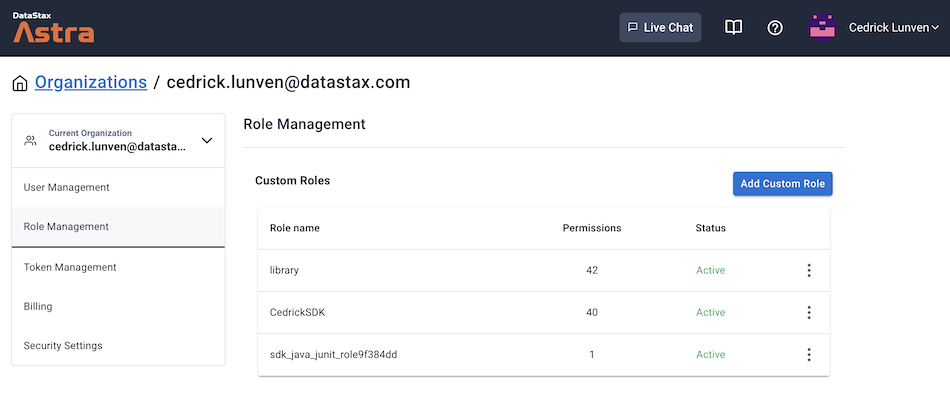 DataStax
Astra
Live Chat
Cedrick Lunven
Organizations / cedrick.lunven@datastax.com
Current Organization
cedrick.lunven@datasta...
User Management
Role Management
Token Management
Billing
Security Settings
Role Management
Custom Roles
Add Custom Role
Role name Permissions Status
library 42 Active
CedrickSDK 40 Active
sdk_java_junit_role9f384dd 1 Active